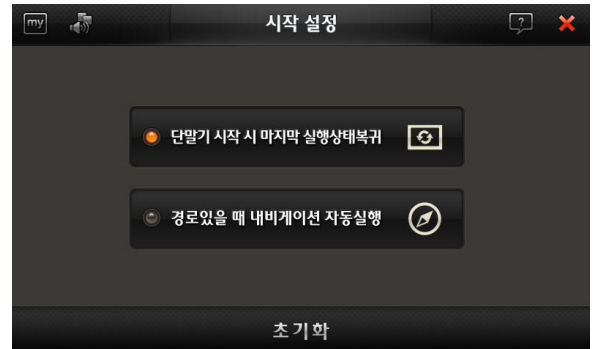 my
시작 설정
?
단말기 시작 시 마지막 실행상태복귀
경로있을 때 내비게이션 자동실행
초기화